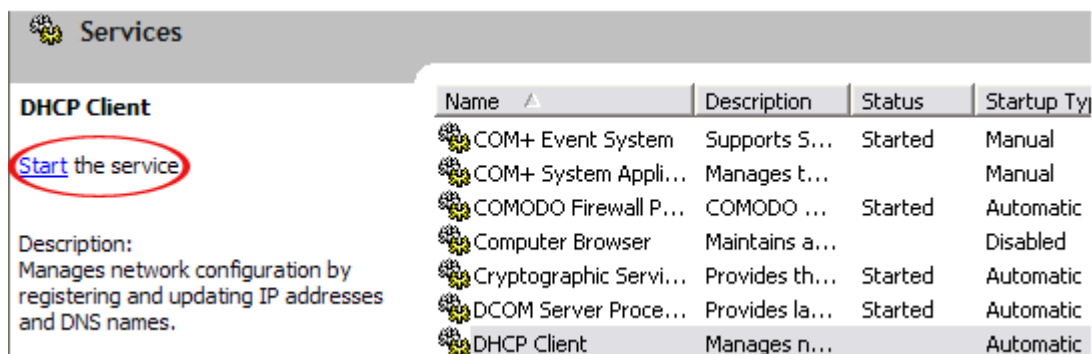 Services
DHCP Client
Start the service
Description:
Manages network configuration by
registering and updating IP addresses
and DNS names.
Name Description Status Startup Ty
COM+ Event System Supports S... Started Manual
COM+ System Appli... Manages t... Manual
COMODO Firewall P... COMODO ... Started Automatic
Computer Browser Maintains a... Disabled
Cryptographic Servi... Provides th... Started Automatic
DCOM Server Proce... Provides la... Started Automatic
DHCP Client Manages n... Automatic